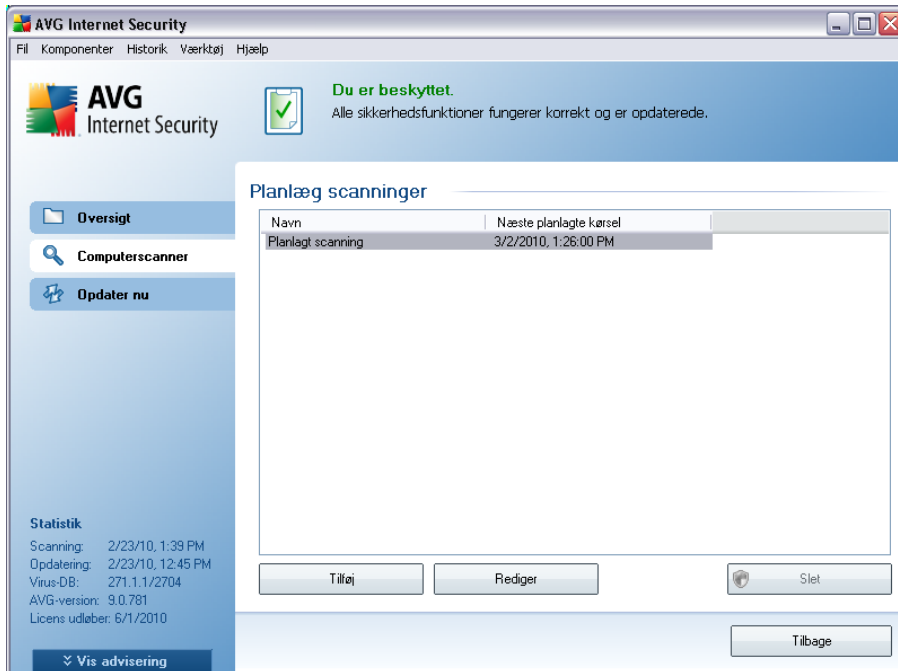 AVG Internet Security
Fil Komponenter Historik Værktøj Hjælp
AVG
Internet Security
Du er beskyttet.
Alle sikkerhedsfunktioner fungerer korrekt og er opdaterede.
Oversigt
Computerscanner
Opdater nu
Planlæg scanninger
Navn Næste planlagte kørsel
Planlagt scanning 3/2/2010, 1:26:00 PM
Statistik
Scanning: 2/23/10, 1:39 PM
Opdatering: 2/23/10, 12:45 PM
Virus-DB: 271.1.1/2704
AVG-version: 9.0.781
Licens udløber: 6/1/2010
Vis advisering
Tilføj Rediger Slet
Tilbage